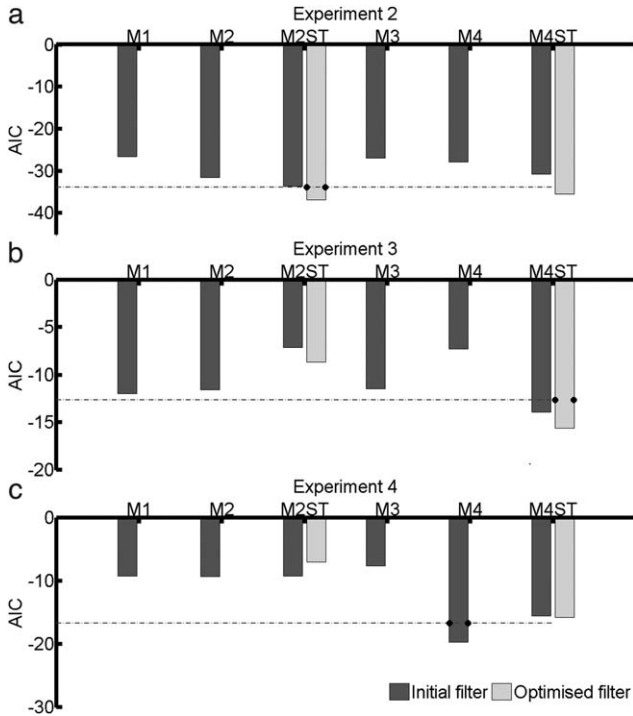 a
Experiment 2
M1 M2 M2ST M3 M4 M4ST
0
-10
-20
-30
-40
AIC
b
Experiment 3
M1 M2 M2ST M3 M4 M4ST
0
-5
-10
-15
-20
AIC
c
Experiment 4
M1 M2 M2ST M3 M4 M4ST
0
-10
-20
-30
AIC
Initial filter Optimised filter